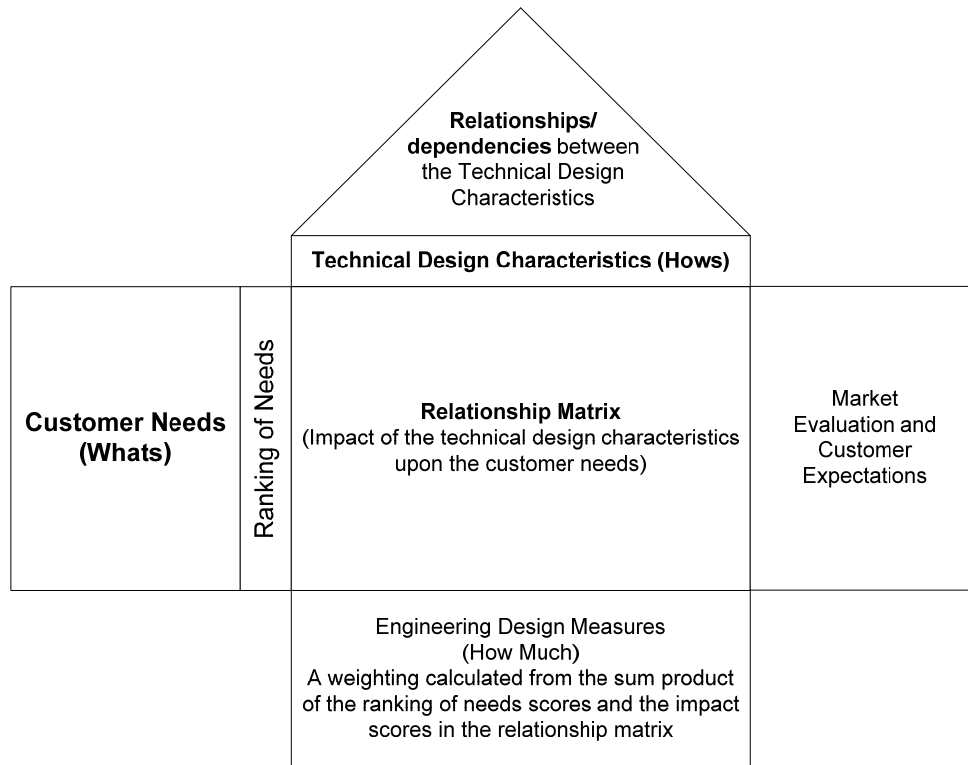 Relationships/
dependencies between
the Technical Design
Characteristics
Technical Design Characteristics (Hows)
Customer Needs
(Whats)
Ranking of Needs
Relationship Matrix
(Impact of the technical design characteristics
upon the customer needs)
Market
Evaluation and
Customer
Expectations
Engineering Design Measures
(How Much)
A weighting calculated from the sum product
of the ranking of needs scores and the impact
scores in the relationship matrix